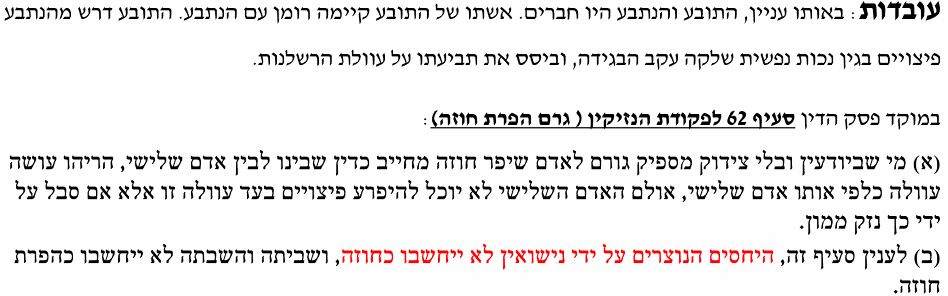 עובדות: באותו עניין, התובע והנתבע היו חברים. אשתו של התובע קיימה רומן עם הנתבע. התובע דרש מהנתבע
פיצויים בגין נכות נפשית שלקה עקב הבגידה, וביסס את תביעתו על עוולת הרשלנות.
במוקד פסק הדין סעיף 62 לפקודת הנזיקין ( גרם הפרת חוזה):
(א) מי שביודעין ובלי צידוק מספיק גורם לאדם שיפר חוזה מחייב כדין שבינו לבין אדם שלישי, הריהו עושה
עוולה כלפי אותו אדם שלישי, אולם האדם השלישי לא יוכל להיפרע פיצויים בעד עוולה זו אלא אם סבל על
ידי כך נזק ממון.
(ב) לענין סעיף זה, היחסים הנוצרים על ידי נישואין לא ייחשבו כחוזה, ושביתה והשבתה לא ייחשבו כהפרת
חוזה.